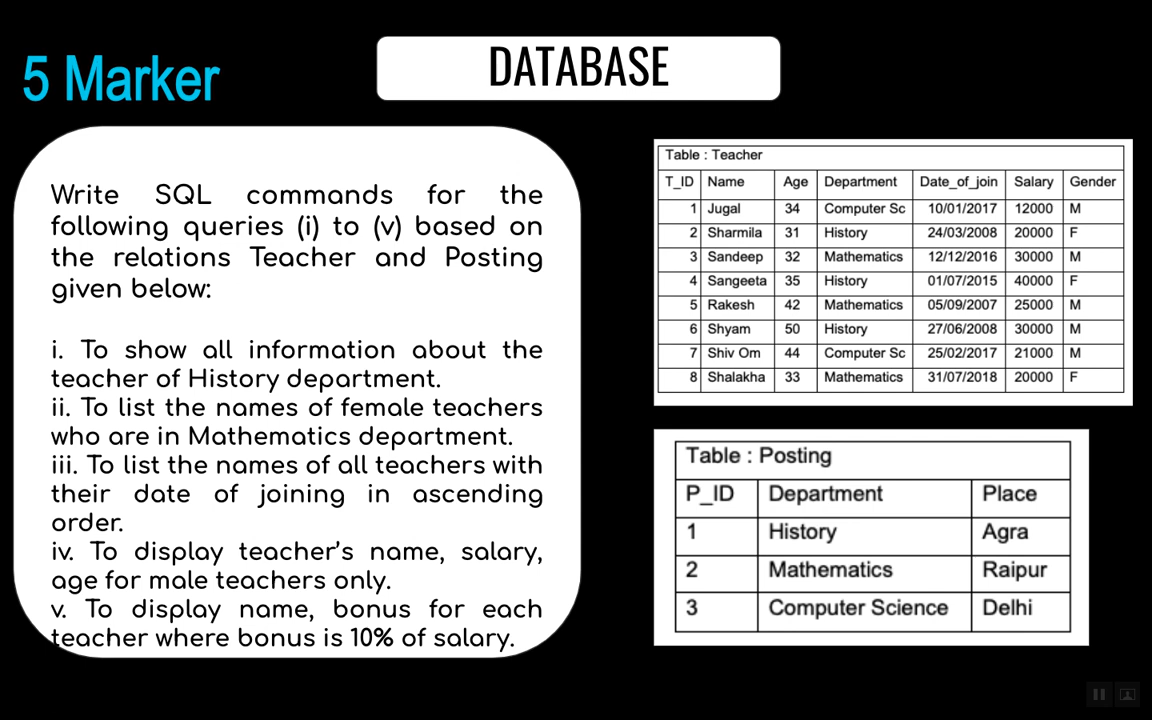 5 Marker
DATABASE
Write SQL commands for the
following queries (i) to (v) based on
the relations Teacher and Posting
given below:
i. To show all information about the
teacher of History department.
ii. To list the names of female teachers
who are in Mathematics department.
iii. To list the names of all teachers with
their date of joining in ascending
order.
iv. To display teacher's name, salary,
age for male teachers only.
v. To display name, bonus for each
teacher where bonus is 10% of salary.
Table : Teacher
T_ID Name Age Department Date_of_join Salary Gender
1 Jugal 34 Computer Sc 10/01/2017 12000 M
2 Sharmila 31 History 24/03/2008 20000 F
3 Sandeep 32 Mathematics 12/12/2016 30000 M
4 Sangeeta 35 History 01/07/2015 40000 F
5 Rakesh 42 Mathematics 05/09/2007 25000 M
6 Shyam 50 History 27/06/2008 30000 M
7 Shiv Om 44 Computer Sc 25/02/2017 21000 M
8 Shalakha 33 Mathematics 31/07/2018 20000 F
Table : Posting
P_ID Department Place
1 History Agra
2 Mathematics Raipur
3 Computer Science Delhi